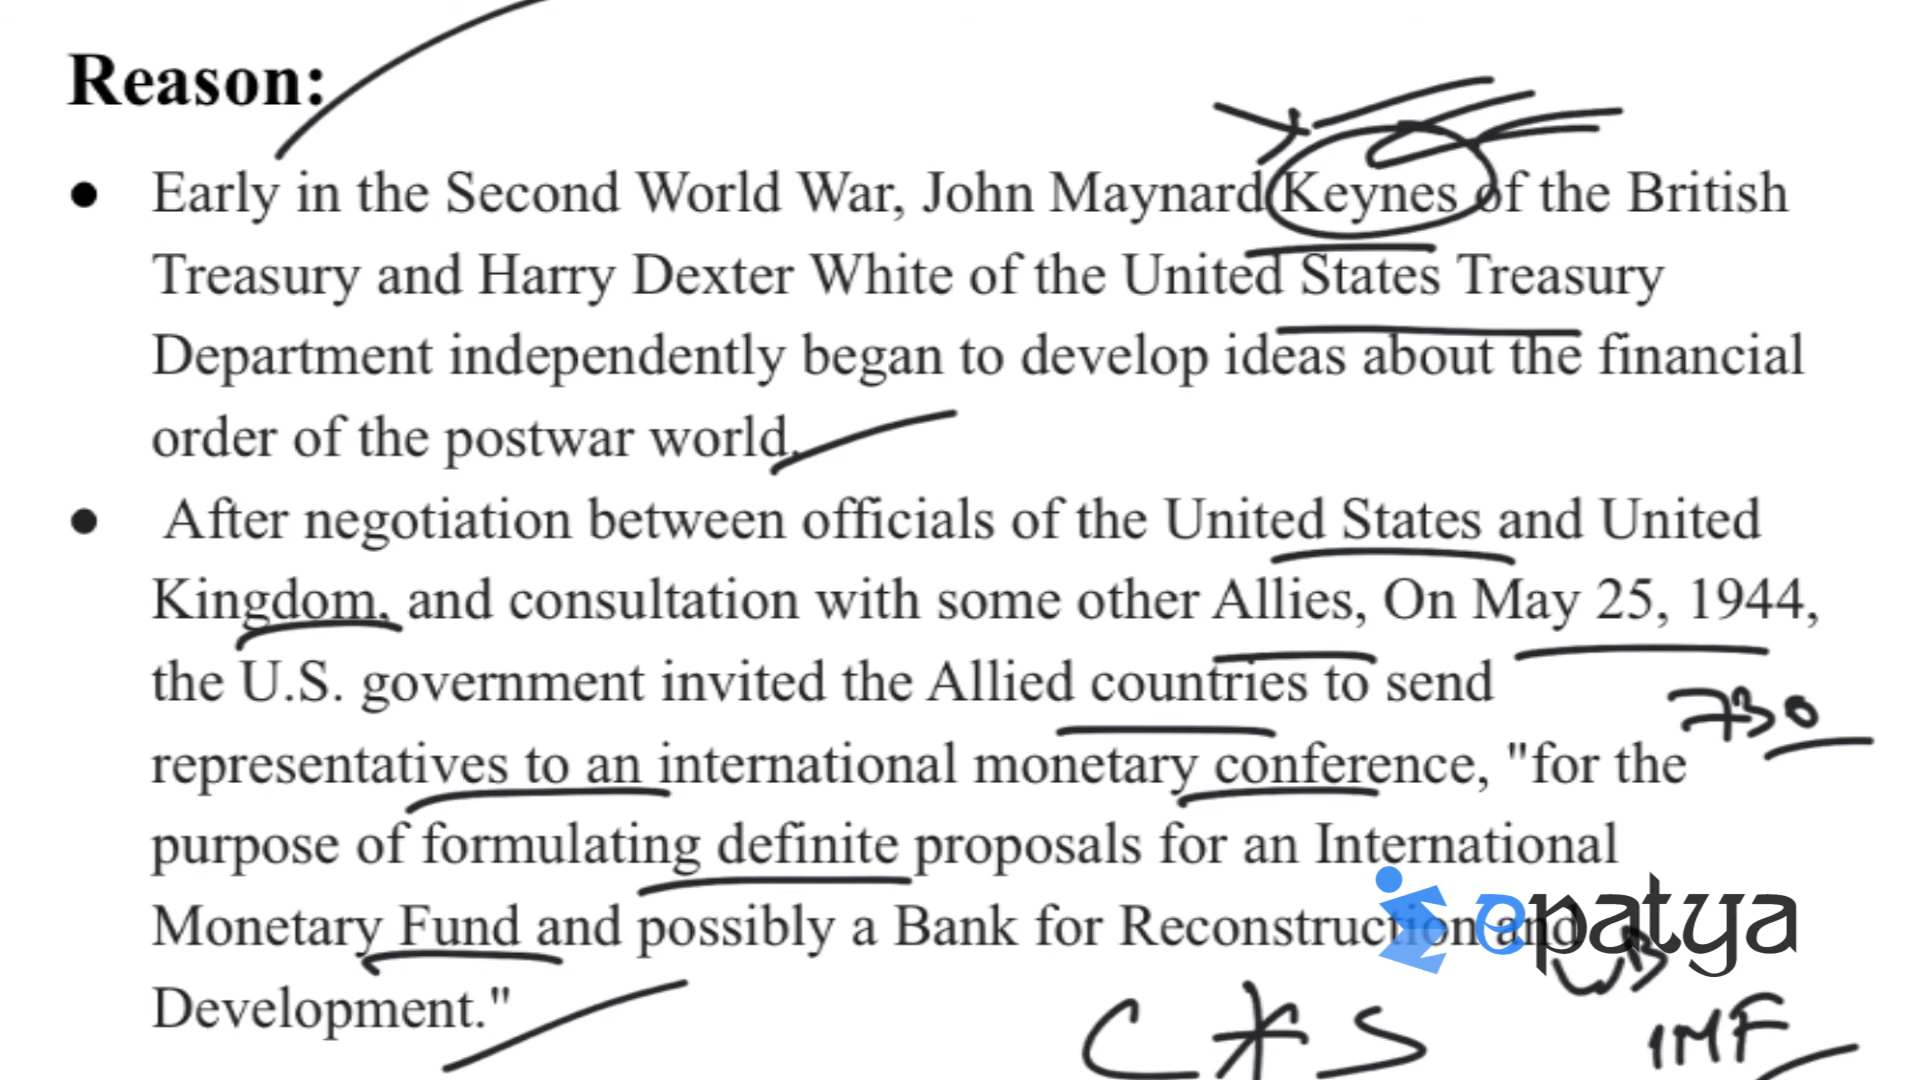 Reason:
● Early in the Second World War, John Maynard Keynes of the British
Treasury and Harry Dexter White of the United States Treasury
Department independently began to develop ideas about the financial
order of the postwar world.
● After negotiation between officials of the United States and United
Kingdom, and consultation with some other Allies, On May 25, 1944,
the U.S. government invited the Allied countries to send
730
representatives to an international monetary conference, "for the
purpose of formulating definite proposals for an International
Monetary Fund and possibly a Bank for Reconstruction and
epatya
WB
Development."
IMF